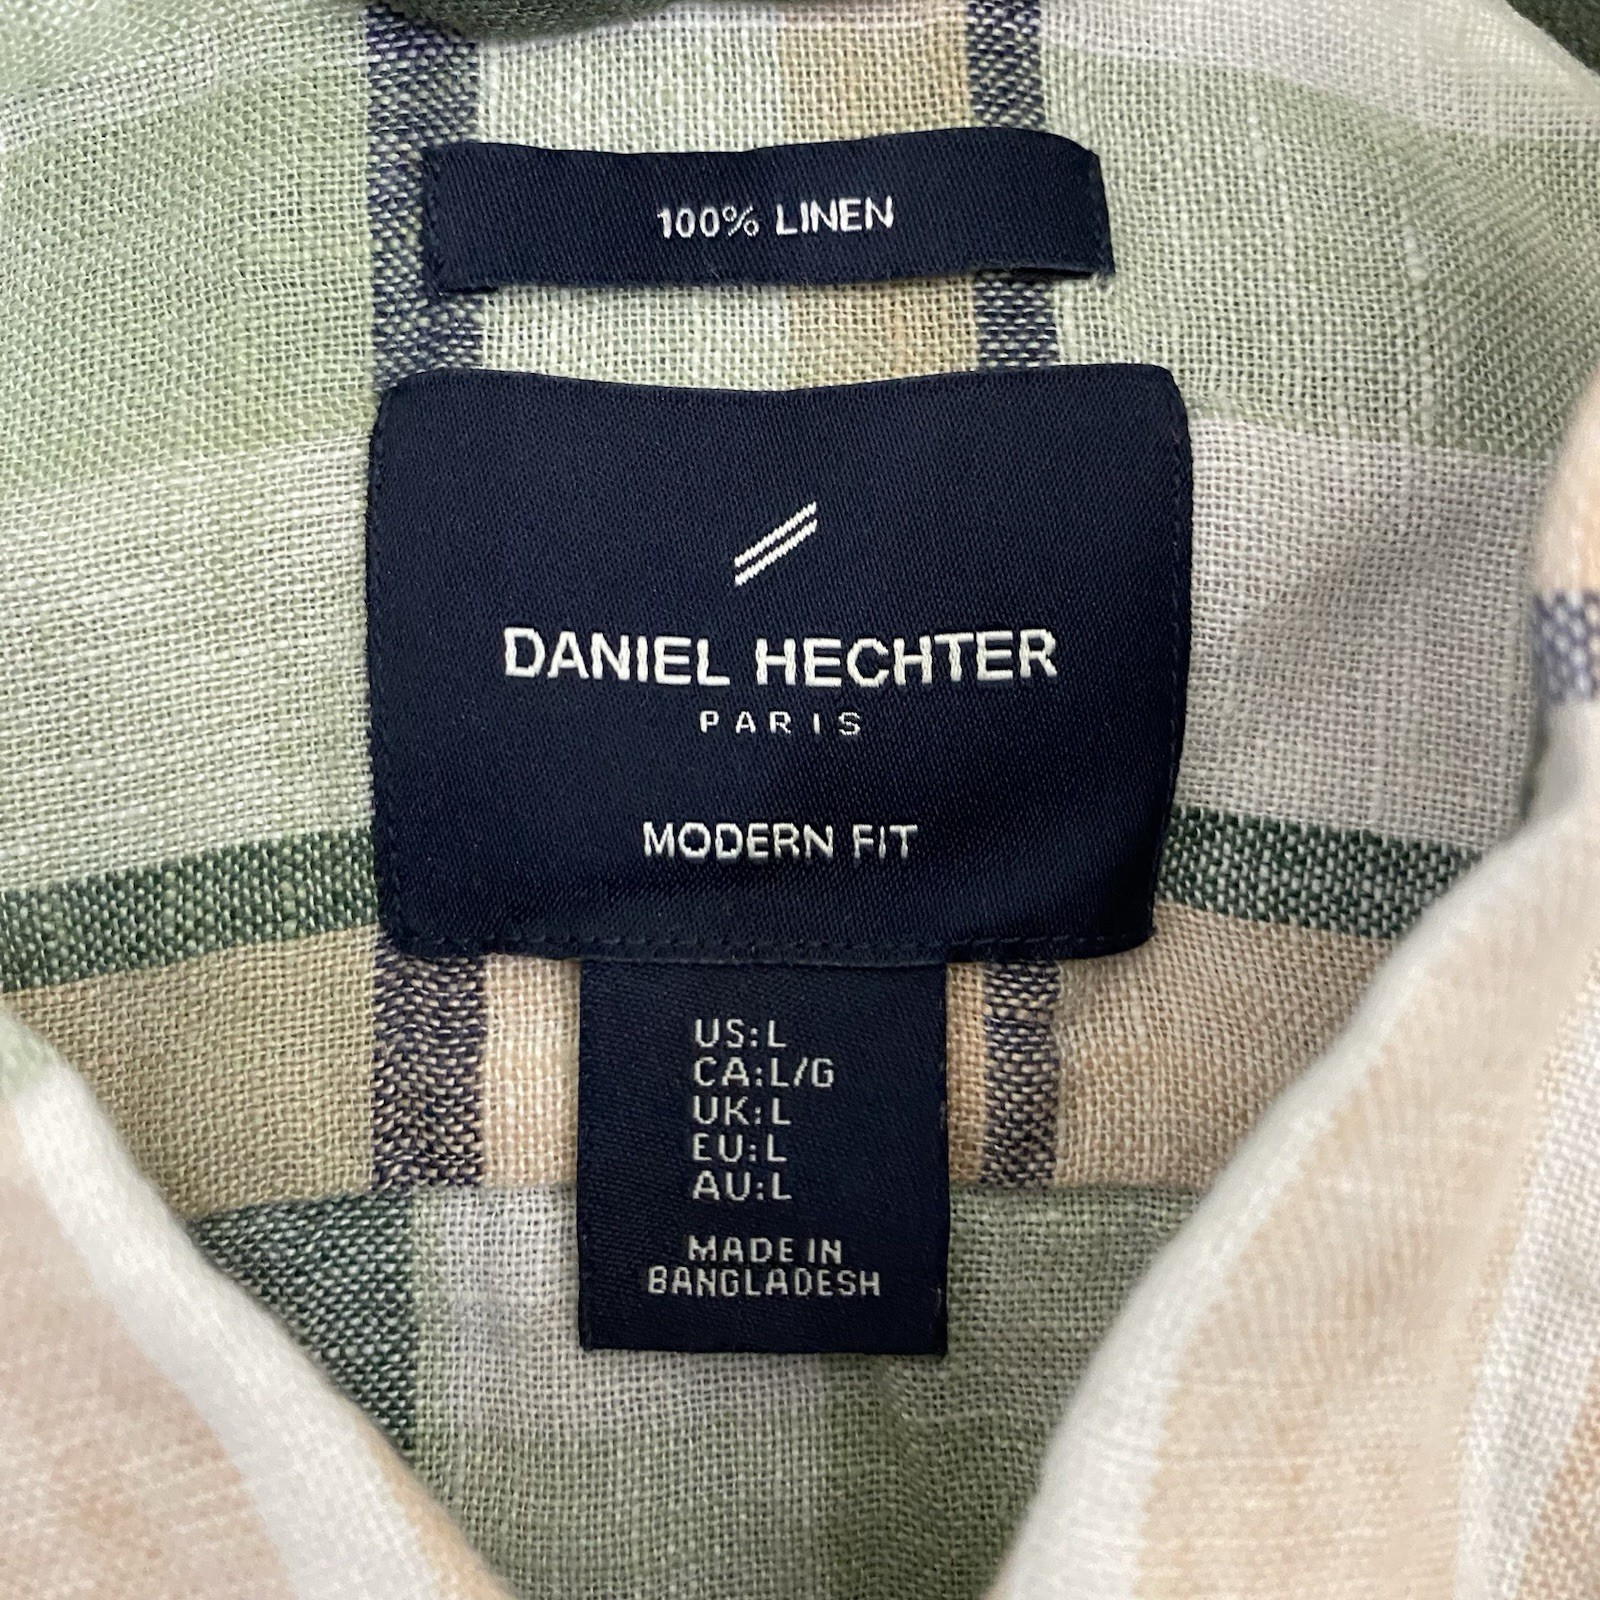 100% LINEN
DANIEL HECHTER
PARIS
MODERN FIT
US:L
CA:L/G
UK:L
EU:L
AU:L
MADE IN
BANGLADESH